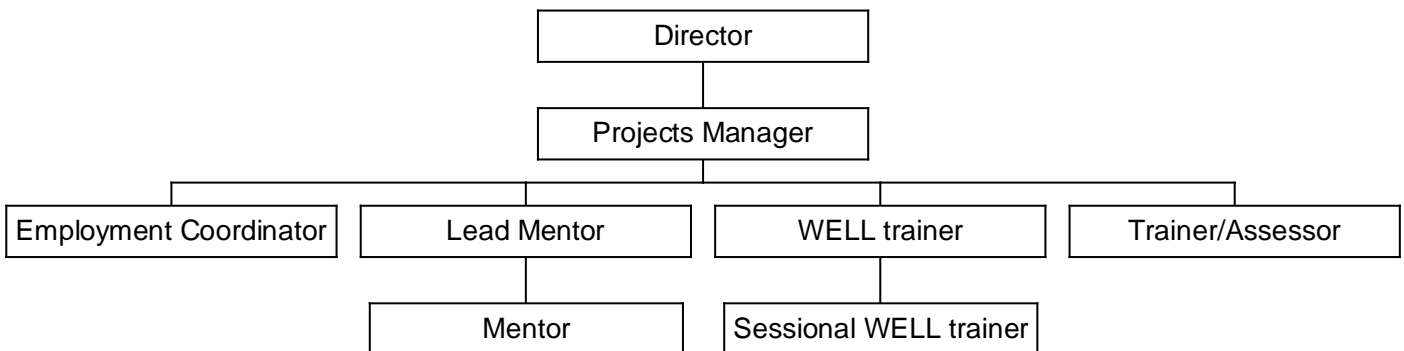 Director
Projects Manager
Employment Coordinator
Lead Mentor
WELL trainer
Trainer/Assessor
Mentor
Sessional WELL trainer